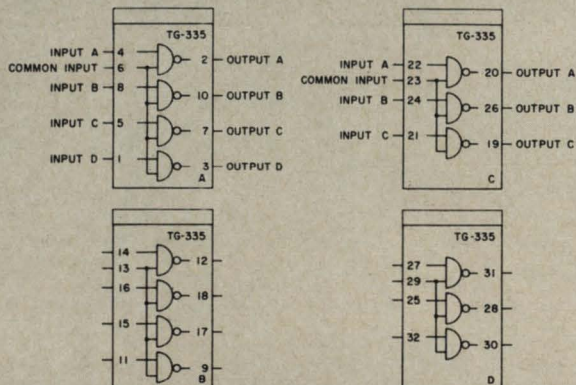 TG-335
INPUT A 4 2 OUTPUT A
COMMON INPUT 6
INPUT B 8 10 OUTPUT B
INPUT C 5 7 OUTPUT C
INPUT D 1 3 OUTPUT D
A
TG-335
INPUT A 22 20 OUTPUT A
COMMON INPUT 23
INPUT B 24 26 OUTPUT B
INPUT C 21 19 OUTPUT C
C
TG-335
14 12
13
16 18
15 17
11 9
B
TG-335
27 31
29
25 28
32 30
D